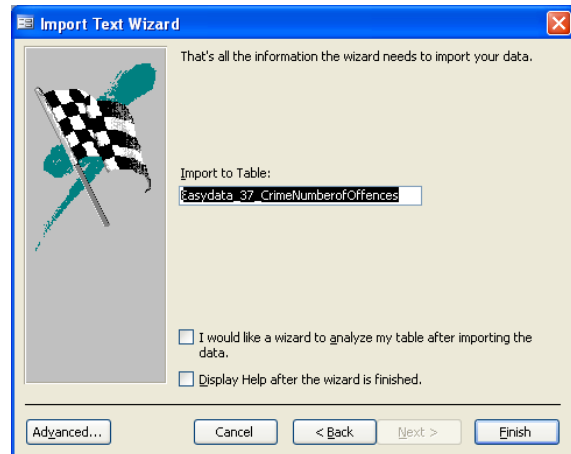 Import Text Wizard
That's all the information the wizard needs to import your data.
Import to Table:
Easydata_37_CrimeNumberofOffences
I would like a wizard to analyze my table after importing the
data.
Display Help after the wizard is finished.
Advanced... Cancel < Back Next > Finish